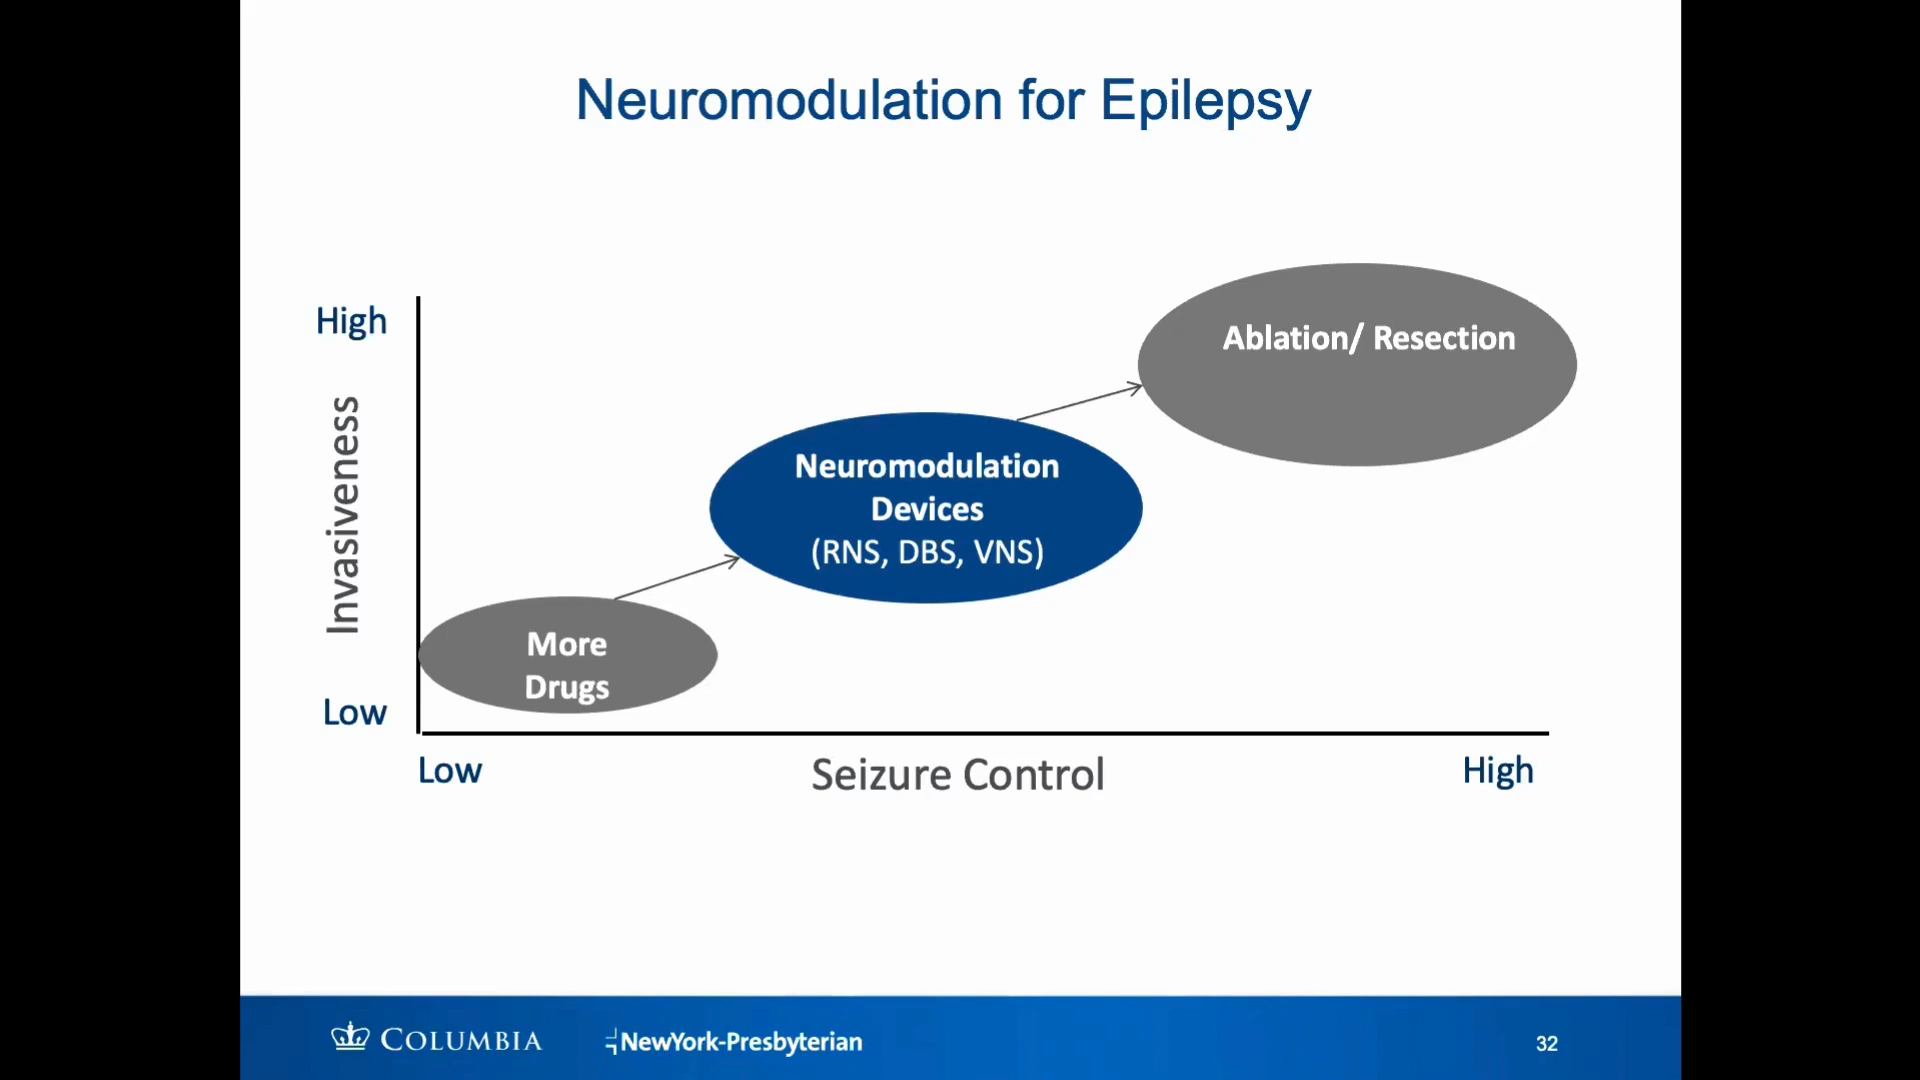 Neuromodulation for Epilepsy
High
Invasiveness
Low
Ablation/ Resection
Neuromodulation
Devices
(RNS, DBS, VNS)
More
Drugs
Low
Seizure Control
High
COLUMBIA
NewYork-Presbyterian
32